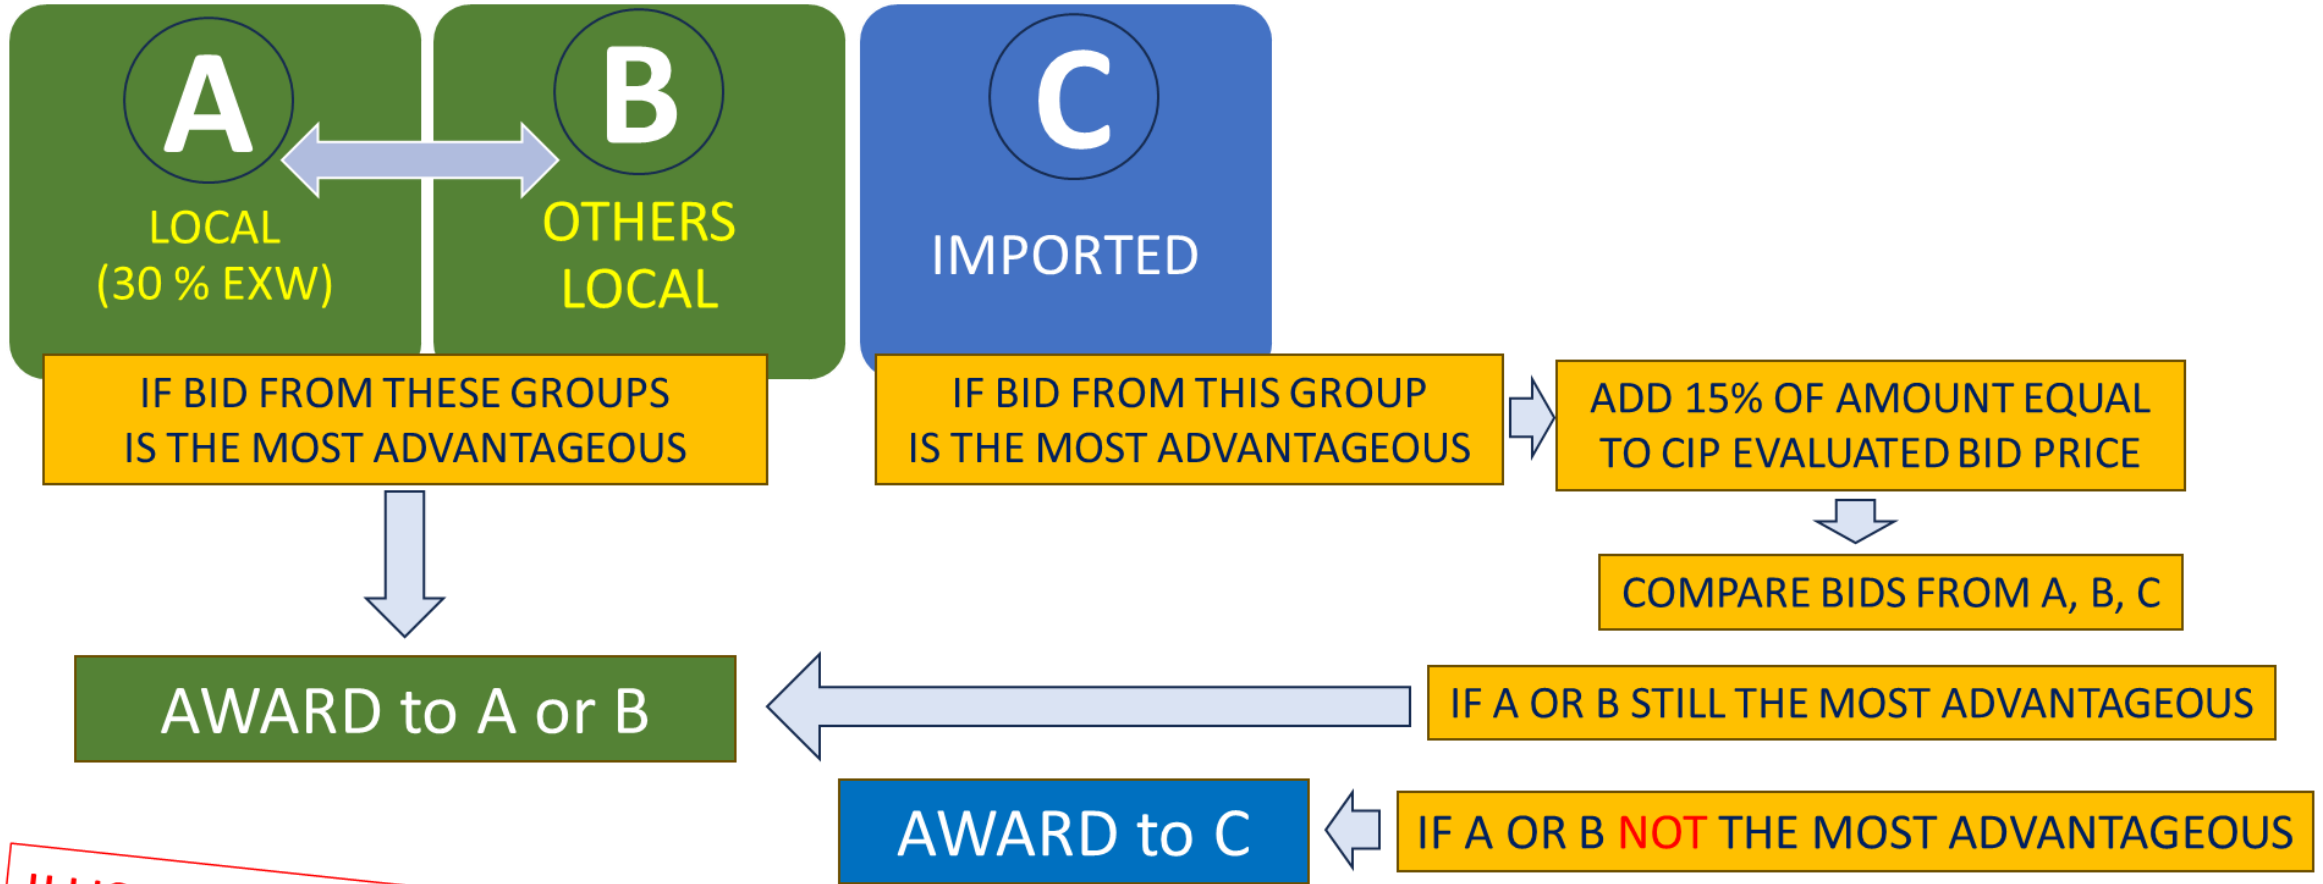 A
LOCAL
(30 % EXW)
B
OTHERS
LOCAL
C
IMPORTED
IF BID FROM THESE GROUPS
IS THE MOST ADVANTAGEOUS
IF BID FROM THIS GROUP
IS THE MOST ADVANTAGEOUS
ADD 15% OF AMOUNT EQUAL
TO CIP EVALUATED BID PRICE
COMPARE BIDS FROM A, B, C
AWARD to A or B
IF A OR B STILL THE MOST ADVANTAGEOUS
AWARD to C
IF A OR B NOT THE MOST ADVANTAGEOUS